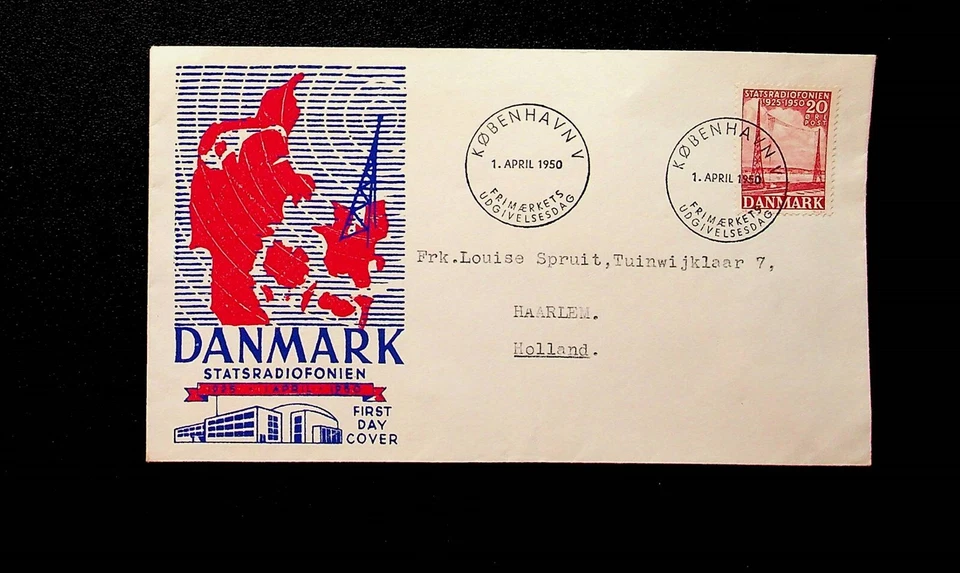 DANMARK
STATSRADIOFONIEN
1925 · 1 APRIL · 1950
FIRST
DAY
COVER
KØBENHAVN V
1. APRIL 1950
FRIMÆRKETS
UDGIVELSESDAG
KØBENHAVN V
1. APRIL 1950
FRIMÆRKETS
UDGIVELSESDAG
STATSRADIOFONIEN
1925-1950 20
ØRE
POST
DANMARK
Frk.Louise Spruit,Tuinwijklaar 7,
HAARLEM.
Holland.